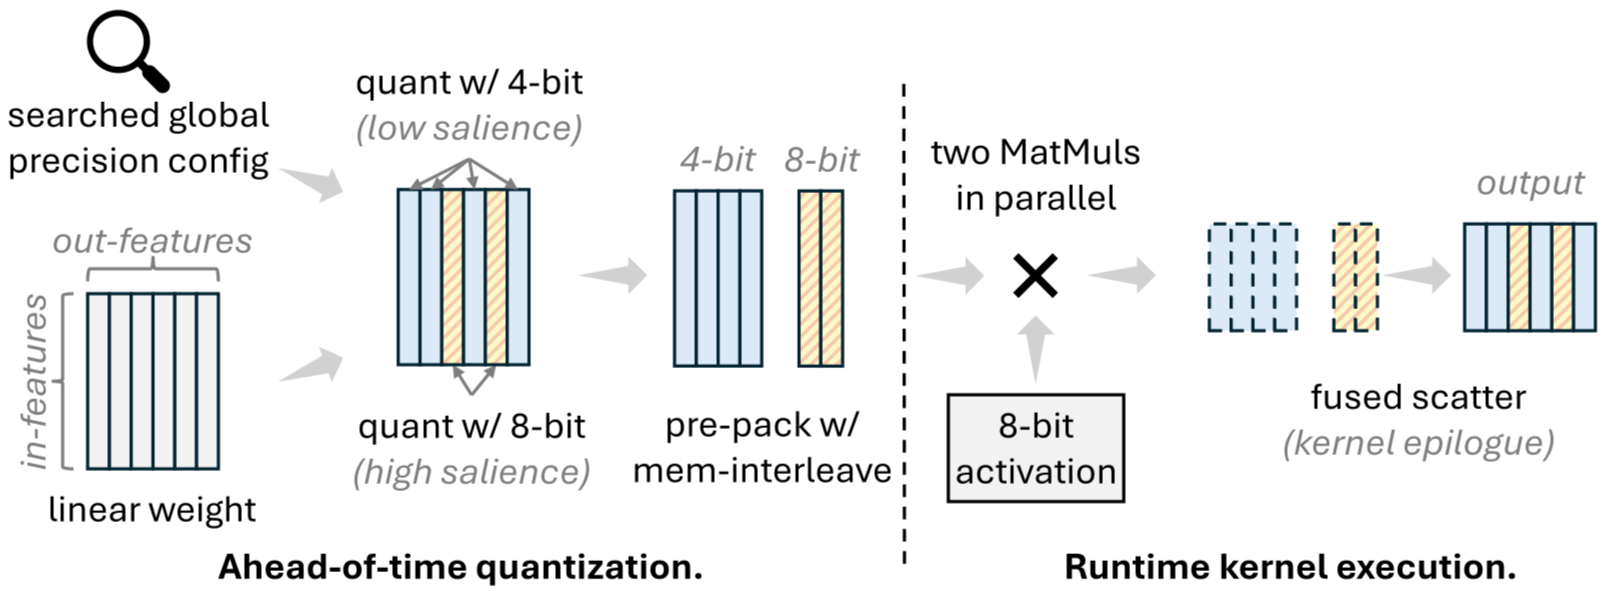 searched global
precision config
out-features
in-features
linear weight
quant w/ 4-bit
(low salience)
quant w/ 8-bit
(high salience)
4-bit 8-bit
pre-pack w/
mem-interleave
Ahead-of-time quantization.
two MatMuls
in parallel
8-bit
activation
output
fused scatter
(kernel epilogue)
Runtime kernel execution.